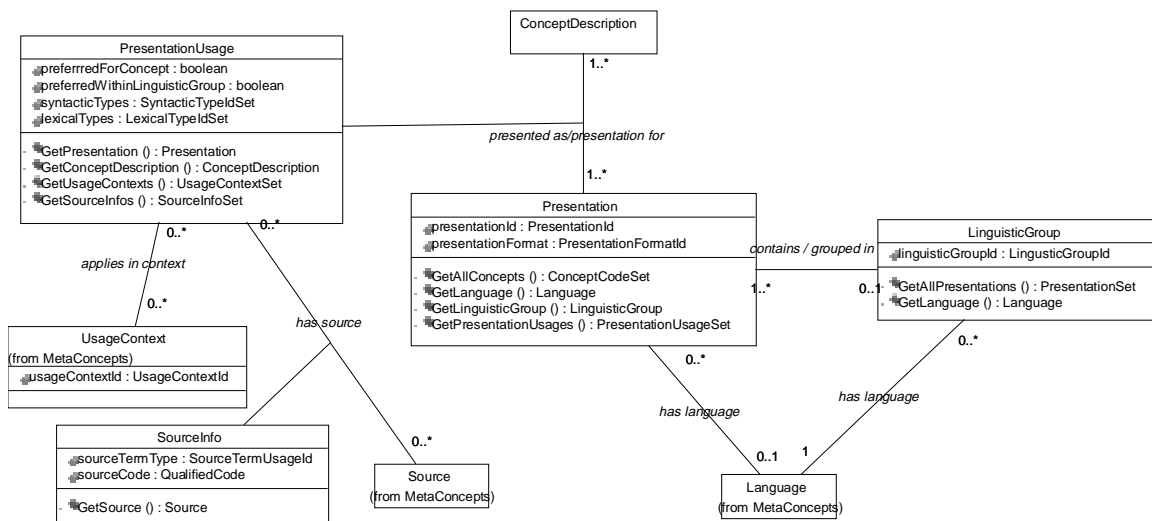 ConceptDescription
1..*
PresentationUsage
preferrredForConcept : boolean
preferredWithinLinguisticGroup : boolean
syntacticTypes : SyntacticTypeIdSet
lexicalTypes : LexicalTypeIdSet
GetPresentation () : Presentation
GetConceptDescription () : ConceptDescription
GetUsageContexts () : UsageContextSet
GetSourceInfos () : SourceInfoSet
presented as/presentation for
1..*
0..*
0..*
Presentation
presentationId : PresentationId
presentationFormat : PresentationFormatId
GetAllConcepts () : ConceptCodeSet
GetLanguage () : Language
GetLinguisticGroup () : LinguisticGroup
GetPresentationUsages () : PresentationUsageSet
contains / grouped in
1..*
0..1
LinguisticGroup
linguisticGroupId : LingusticGroupId
GetAllPresentations () : PresentationSet
GetLanguage () : Language
applies in context
0..*
has source
UsageContext
(from MetaConcepts)
usageContextId : UsageContextId
0..*
0..*
has language
has language
SourceInfo
sourceTermType : SourceTermUsageId
sourceCode : QualifiedCode
GetSource () : Source
0..*
Source
(from MetaConcepts)
0..1
1
Language
(from MetaConcepts)